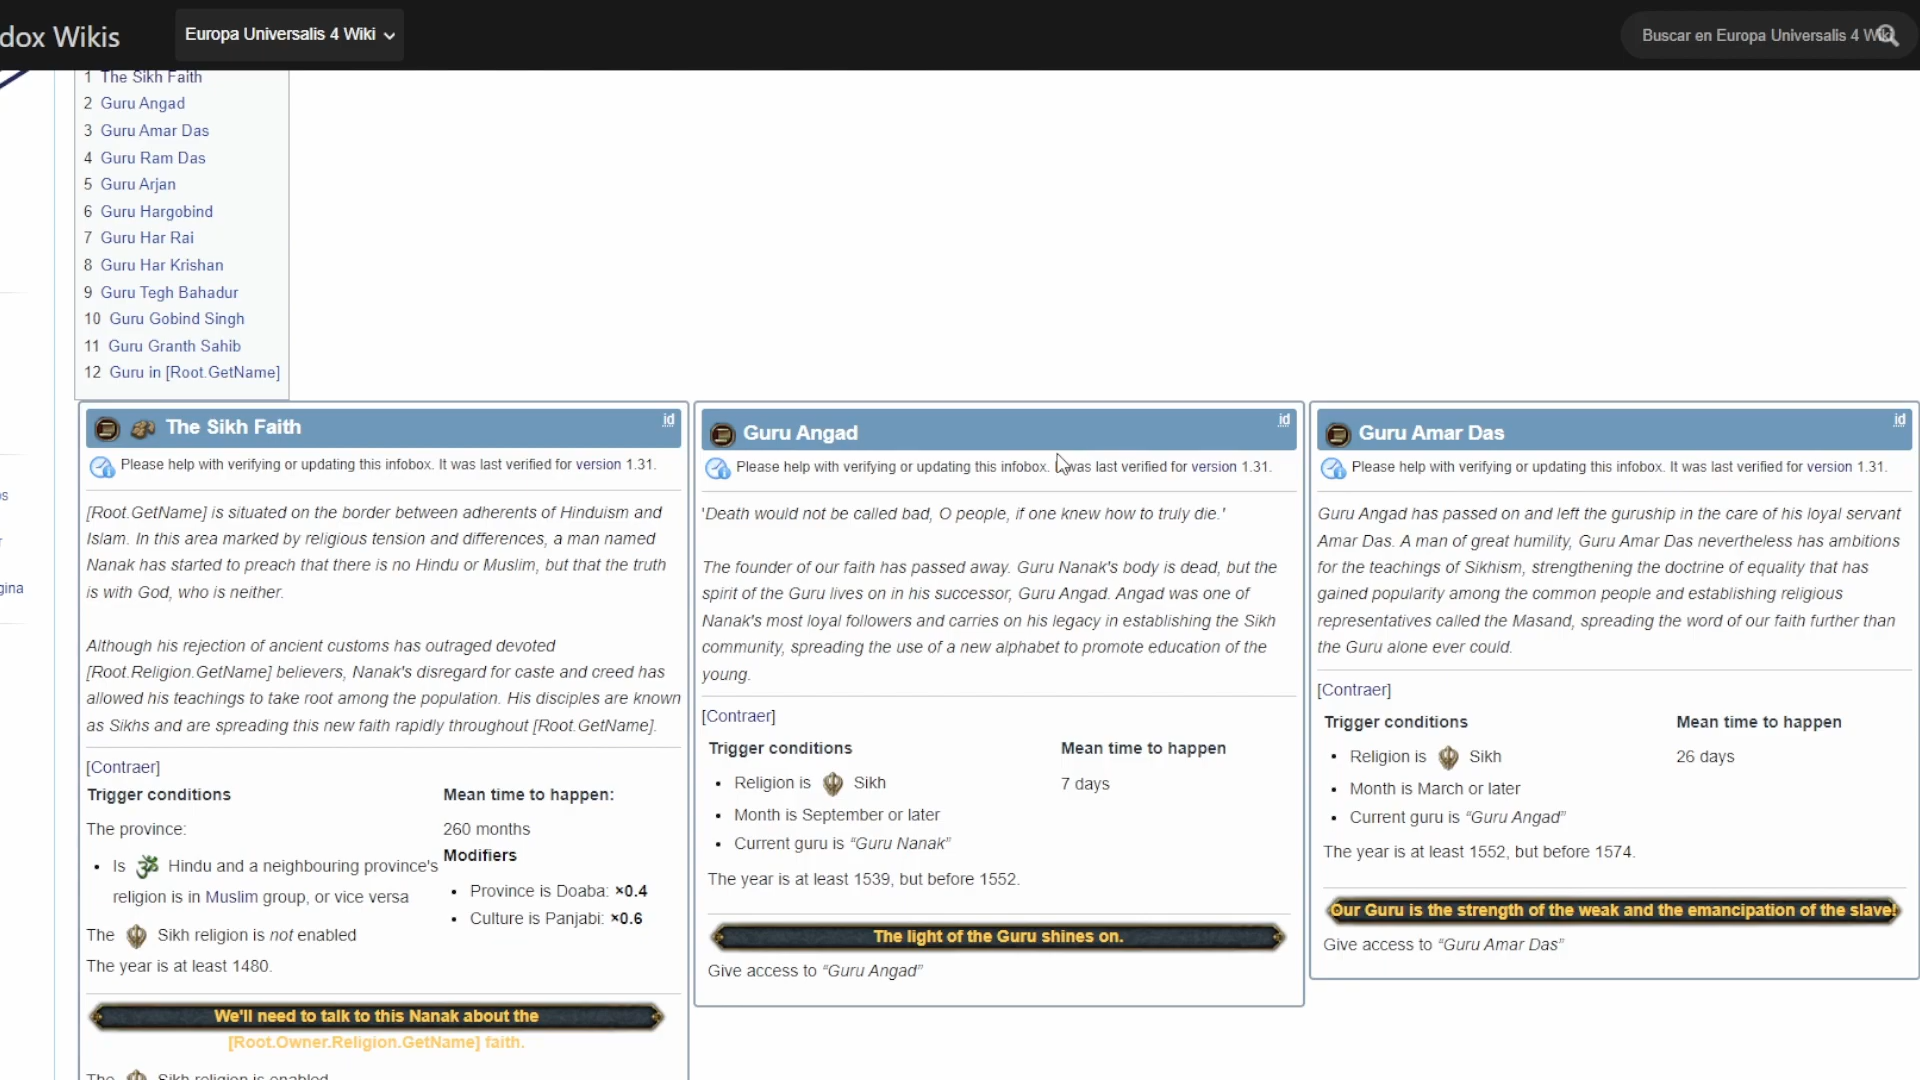 dox Wikis
Europa Universalis 4 Wiki
Buscar en Europa Universalis 4 Wiki
1 The Sikh Faith
2 Guru Angad
3 Guru Amar Das
4 Guru Ram Das
5 Guru Arjan
6 Guru Hargobind
7 Guru Har Rai
8 Guru Har Krishan
9 Guru Tegh Bahadur
10 Guru Gobind Singh
11 Guru Granth Sahib
12 Guru in [Root.GetName]
gina
The Sikh Faith
id
Please help with verifying or updating this infobox. It was last verified for version 1.31.
[Root.GetName] is situated on the border between adherents of Hinduism and
Islam. In this area marked by religious tension and differences, a man named
Nanak has started to preach that there is no Hindu or Muslim, but that the truth
is with God, who is neither.
Although his rejection of ancient customs has outraged devoted
[Root.Religion.GetName] believers, Nanak's disregard for caste and creed has
allowed his teachings to take root among the population. His disciples are known
as Sikhs and are spreading this new faith rapidly throughout [Root.GetName].
[Contraer]
Trigger conditions
The province:
• Is Hindu and a neighbouring province's
religion is in Muslim group, or vice versa
The Sikh religion is not enabled
The year is at least 1480.
Mean time to happen:
260 months
Modifiers
• Province is Doaba: ×0.4
• Culture is Panjabi: ×0.6
We'll need to talk to this Nanak about the
[Root.Owner.Religion.GetName] faith.
The Sikh religion is enabled
Guru Angad
id
Please help with verifying or updating this infobox. It was last verified for version 1.31.
'Death would not be called bad, O people, if one knew how to truly die.'
The founder of our faith has passed away. Guru Nanak's body is dead, but the
spirit of the Guru lives on in his successor, Guru Angad. Angad was one of
Nanak's most loyal followers and carries on his legacy in establishing the Sikh
community, spreading the use of a new alphabet to promote education of the
young.
[Contraer]
Trigger conditions
• Religion is Sikh
• Month is September or later
• Current guru is “Guru Nanak”
The year is at least 1539, but before 1552.
Mean time to happen
7 days
The light of the Guru shines on.
Give access to “Guru Angad”
Guru Amar Das
id
Please help with verifying or updating this infobox. It was last verified for version 1.31.
Guru Angad has passed on and left the guruship in the care of his loyal servant
Amar Das. A man of great humility, Guru Amar Das nevertheless has ambitions
for the teachings of Sikhism, strengthening the doctrine of equality that has
gained popularity among the common people and establishing religious
representatives called the Masand, spreading the word of our faith further than
the Guru alone ever could.
[Contraer]
Trigger conditions
• Religion is Sikh
• Month is March or later
• Current guru is “Guru Angad”
The year is at least 1552, but before 1574.
Mean time to happen
26 days
Our Guru is the strength of the weak and the emancipation of the slave!
Give access to “Guru Amar Das”